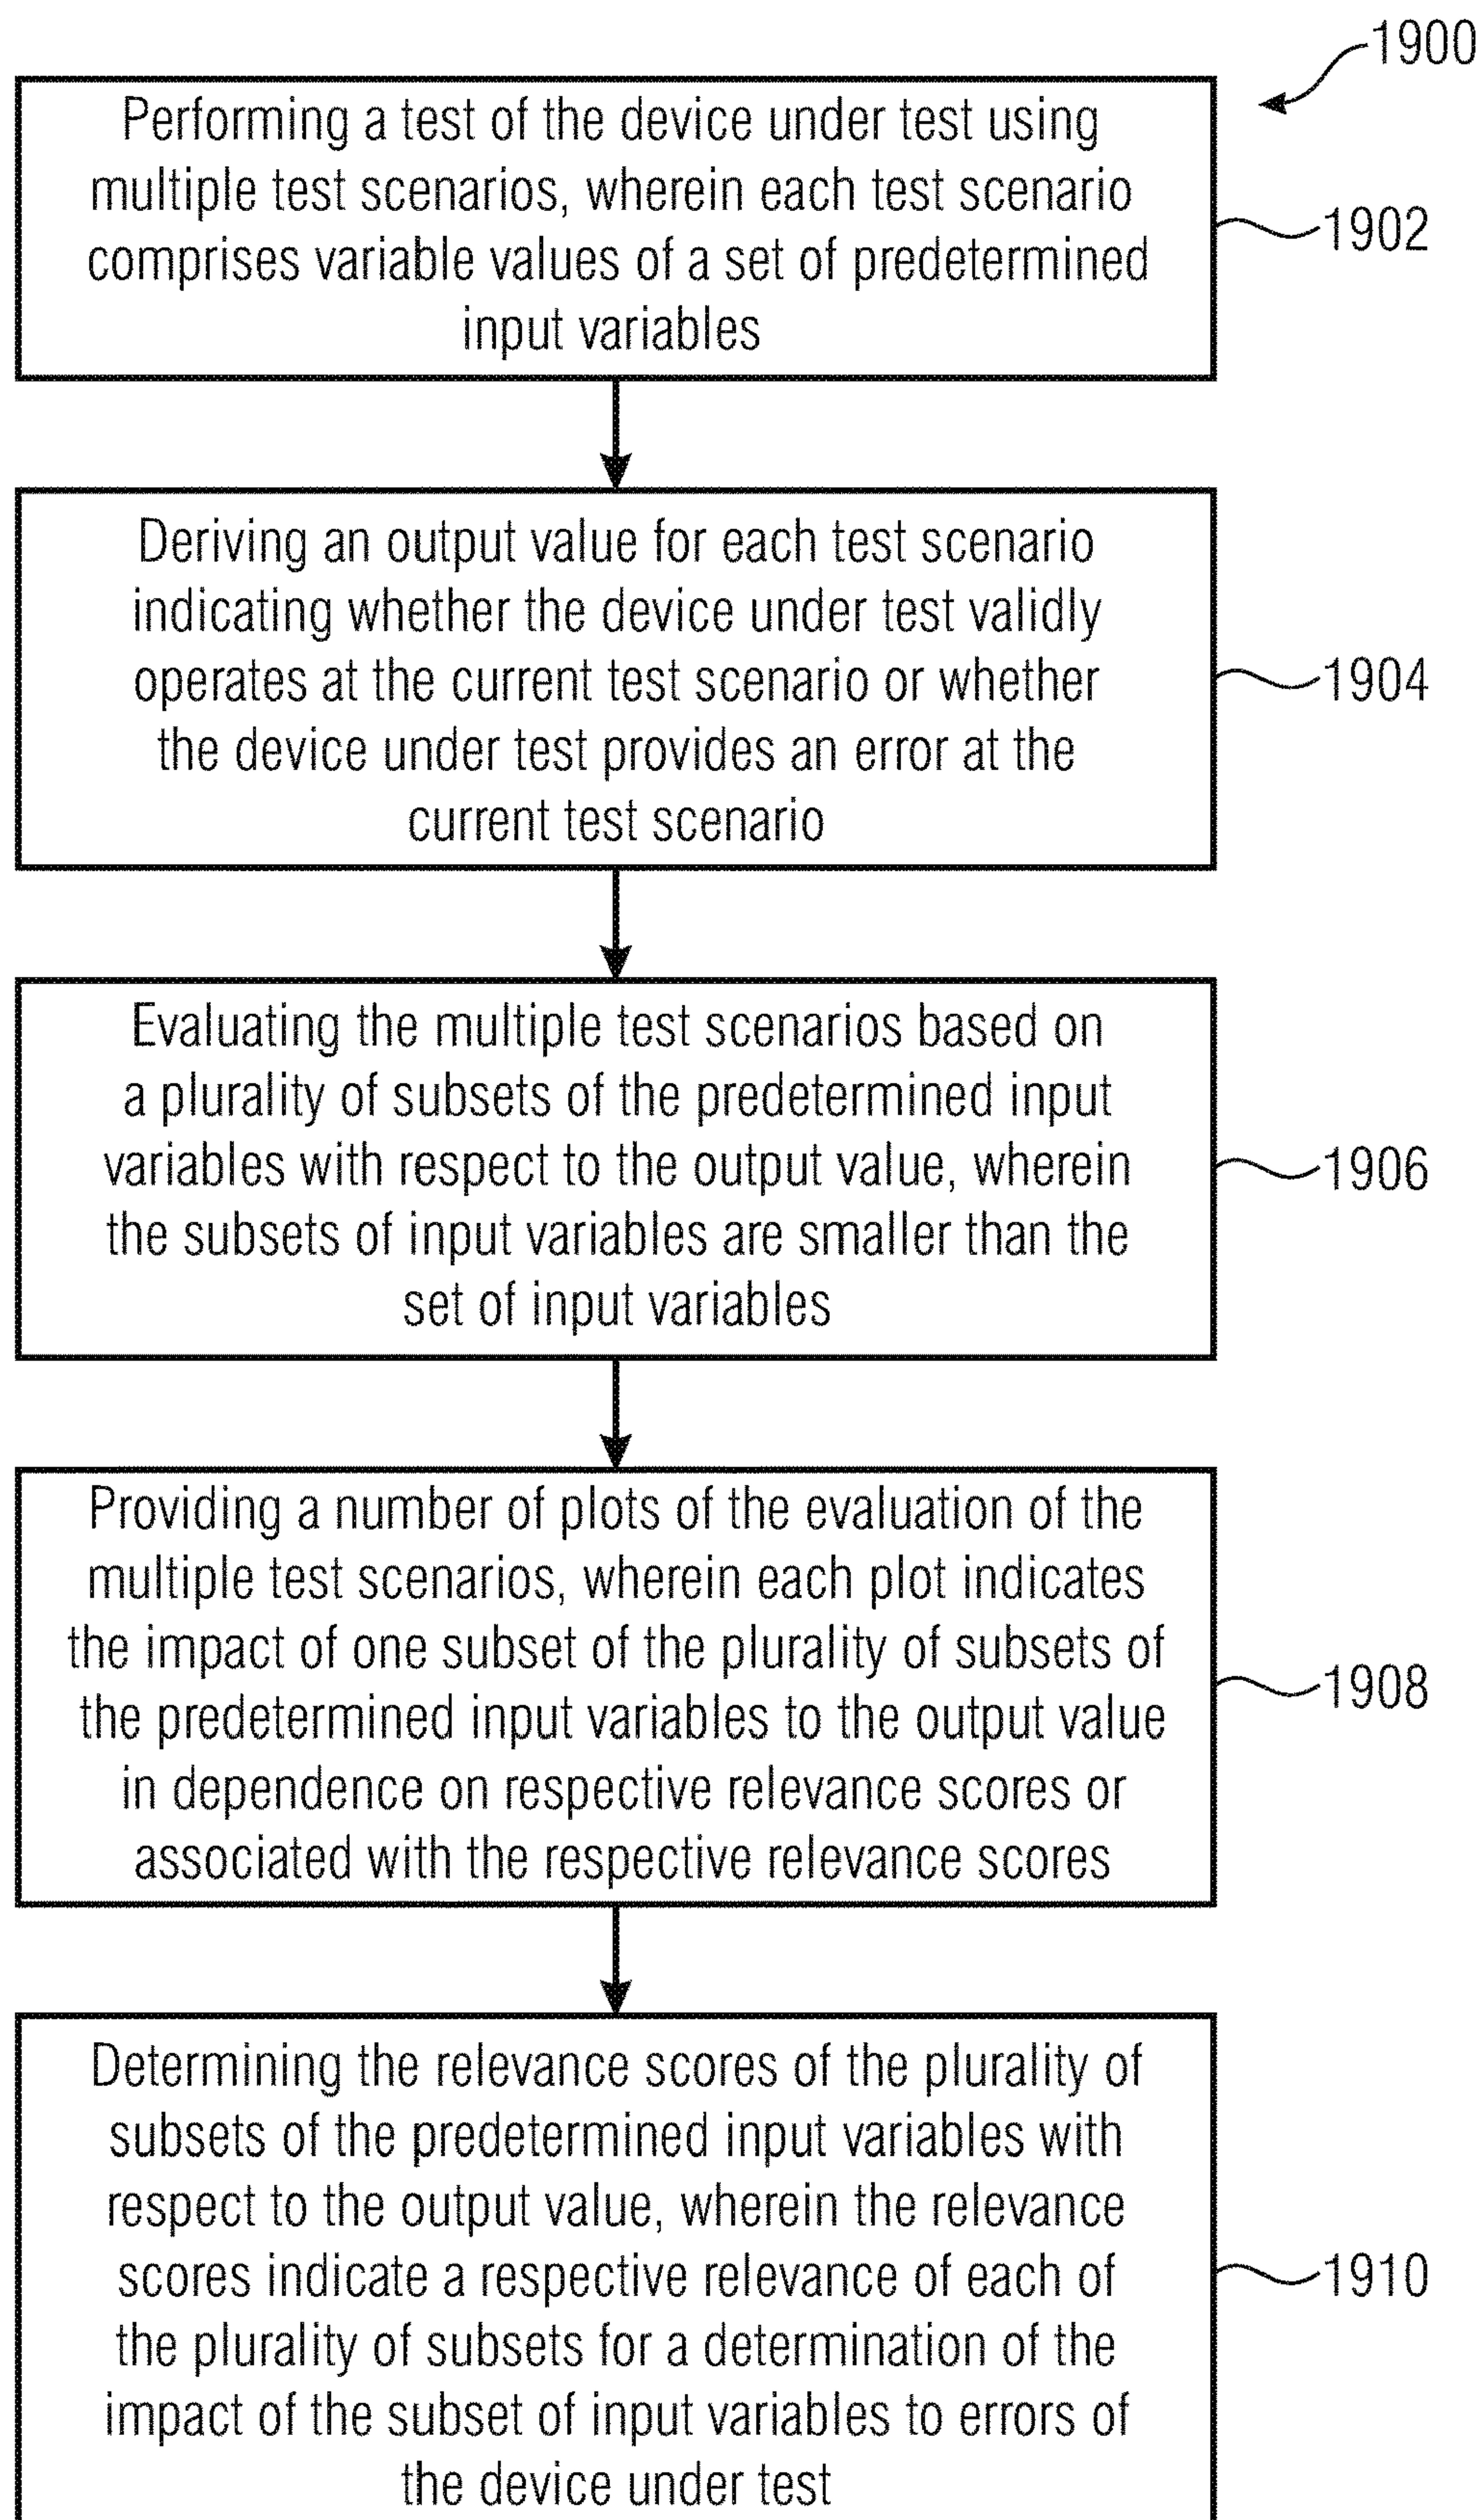 1900
Performing a test of the device under test using
multiple test scenarios, wherein each test scenario
comprises variable values of a set of predetermined
input variables
1902
Deriving an output value for each test scenario
indicating whether the device under test validly
operates at the current test scenario or whether
the device under test provides an error at the
current test scenario
1904
Evaluating the multiple test scenarios based on
a plurality of subsets of the predetermined input
variables with respect to the output value, wherein
the subsets of input variables are smaller than the
set of input variables
1906
Providing a number of plots of the evaluation of the
multiple test scenarios, wherein each plot indicates
the impact of one subset of the plurality of subsets of
the predetermined input variables to the output value
in dependence on respective relevance scores or
associated with the respective relevance scores
1908
Determining the relevance scores of the plurality of
subsets of the predetermined input variables with
respect to the output value, wherein the relevance
scores indicate a respective relevance of each of
the plurality of subsets for a determination of the
impact of the subset of input variables to errors of
the device under test
1910